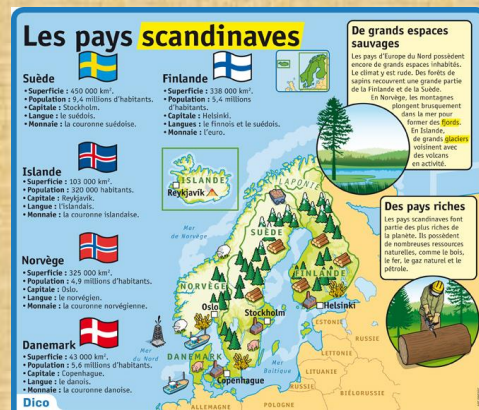 Les pays scandinaves
Suède
• Superficie : 450 000 km².
• Population : 9,4 millions d'habitants.
• Capitale : Stockholm.
• Langue : le suédois.
• Monnaie : la couronne suédoise.
Finlande
• Superficie : 338 000 km².
• Population : 5,4 millions
d'habitants.
• Capitale : Helsinki.
• Langues : le finnois et le suédois.
• Monnaie : l'euro.
Islande
• Superficie : 103 000 km².
• Population : 320 000 habitants.
• Capitale : Reykjavik.
• Langue : l'islandais.
• Monnaie : la couronne islandaise.
Norvège
• Superficie : 325 000 km².
• Population : 4,9 millions d'habitants.
• Capitale : Oslo.
• Langue : le norvégien.
• Monnaie : la couronne norvégienne.
Danemark
• Superficie : 43 000 km².
• Population : 5,6 millions d'habitants.
• Capitale : Copenhague.
• Langue : le danois.
• Monnaie : la couronne danoise.
Dico
De grands espaces
sauvages
Les pays d'Europe du Nord possèdent
encore de grands espaces inhabités.
Le climat y est rude. Des forêts de
sapins recouvrent une grande partie
de la Finlande et de la Suède.
En Norvège, les montagnes
plongent brusquement
dans la mer pour
former des fjords.
En Islande,
de grands glaciers
voisinent avec
des volcans
en activité.
Des pays riches
Les pays scandinaves font
partie des plus riches de
la planète. Ils possèdent
de nombreuses ressources
naturelles, comme le bois,
le fer, le gaz naturel et le
pétrole.
ISLANDE
Reykjavik
LAPONIE
Mer
de Norvège
SUÈDE
NORVÈGE
FINLANDE
Oslo
Helsinki
Stockholm
ESTONIE
RUSSIE
Mer
du Nord
DANEMARK
Mer
Baltique
LETTONIE
LITUANIE
Copenhague
RUSSIE
BIÉLORUSSIE
ALLEMAGNE
POLOGNE